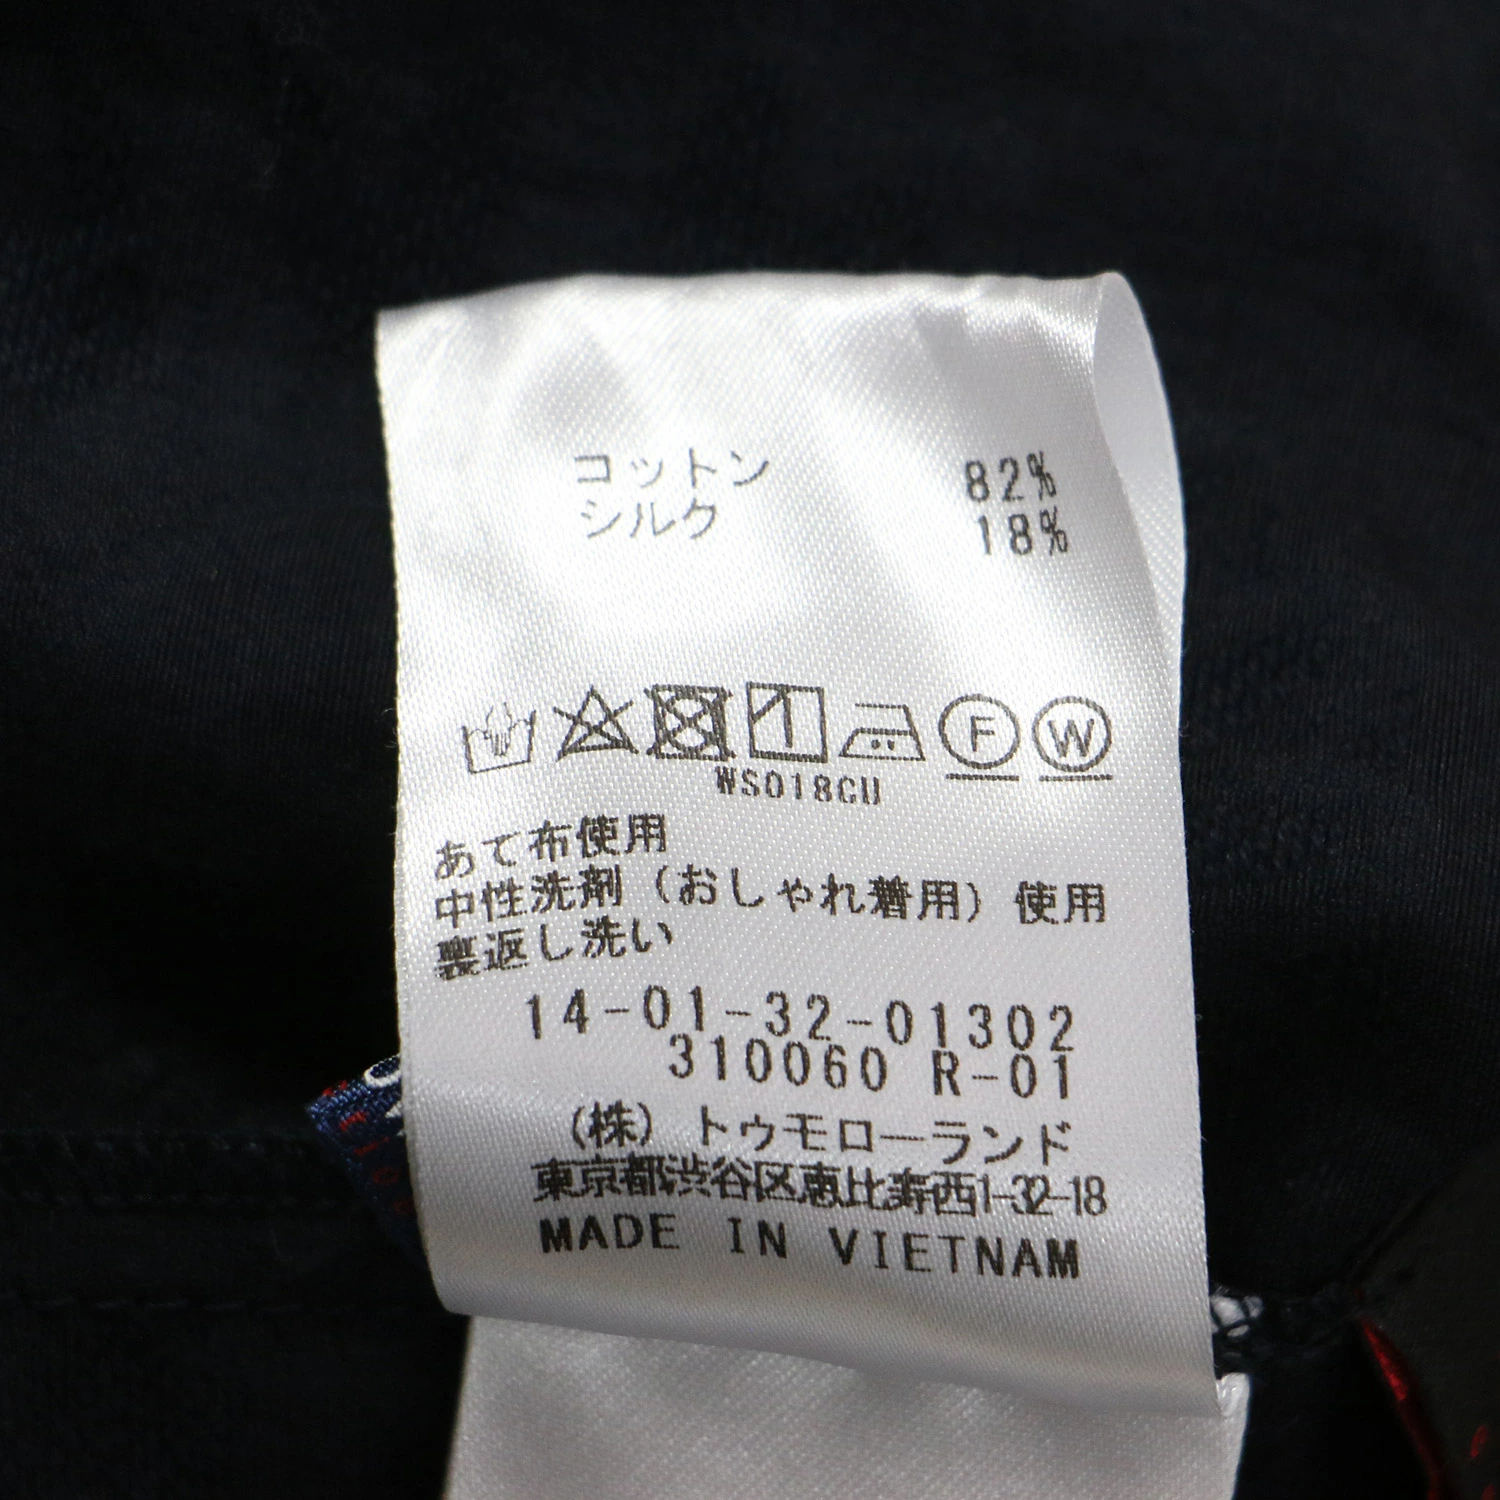 コットン 82%
シルク 18%
F W
WS018CU
あて布使用
中性洗剤（おしゃれ着用）使用
裏返し洗い
14-01-32-01302
310060 R-01
（株）トゥモローランド
東京都渋谷区恵比寿西1-32-18
MADE IN VIETNAM